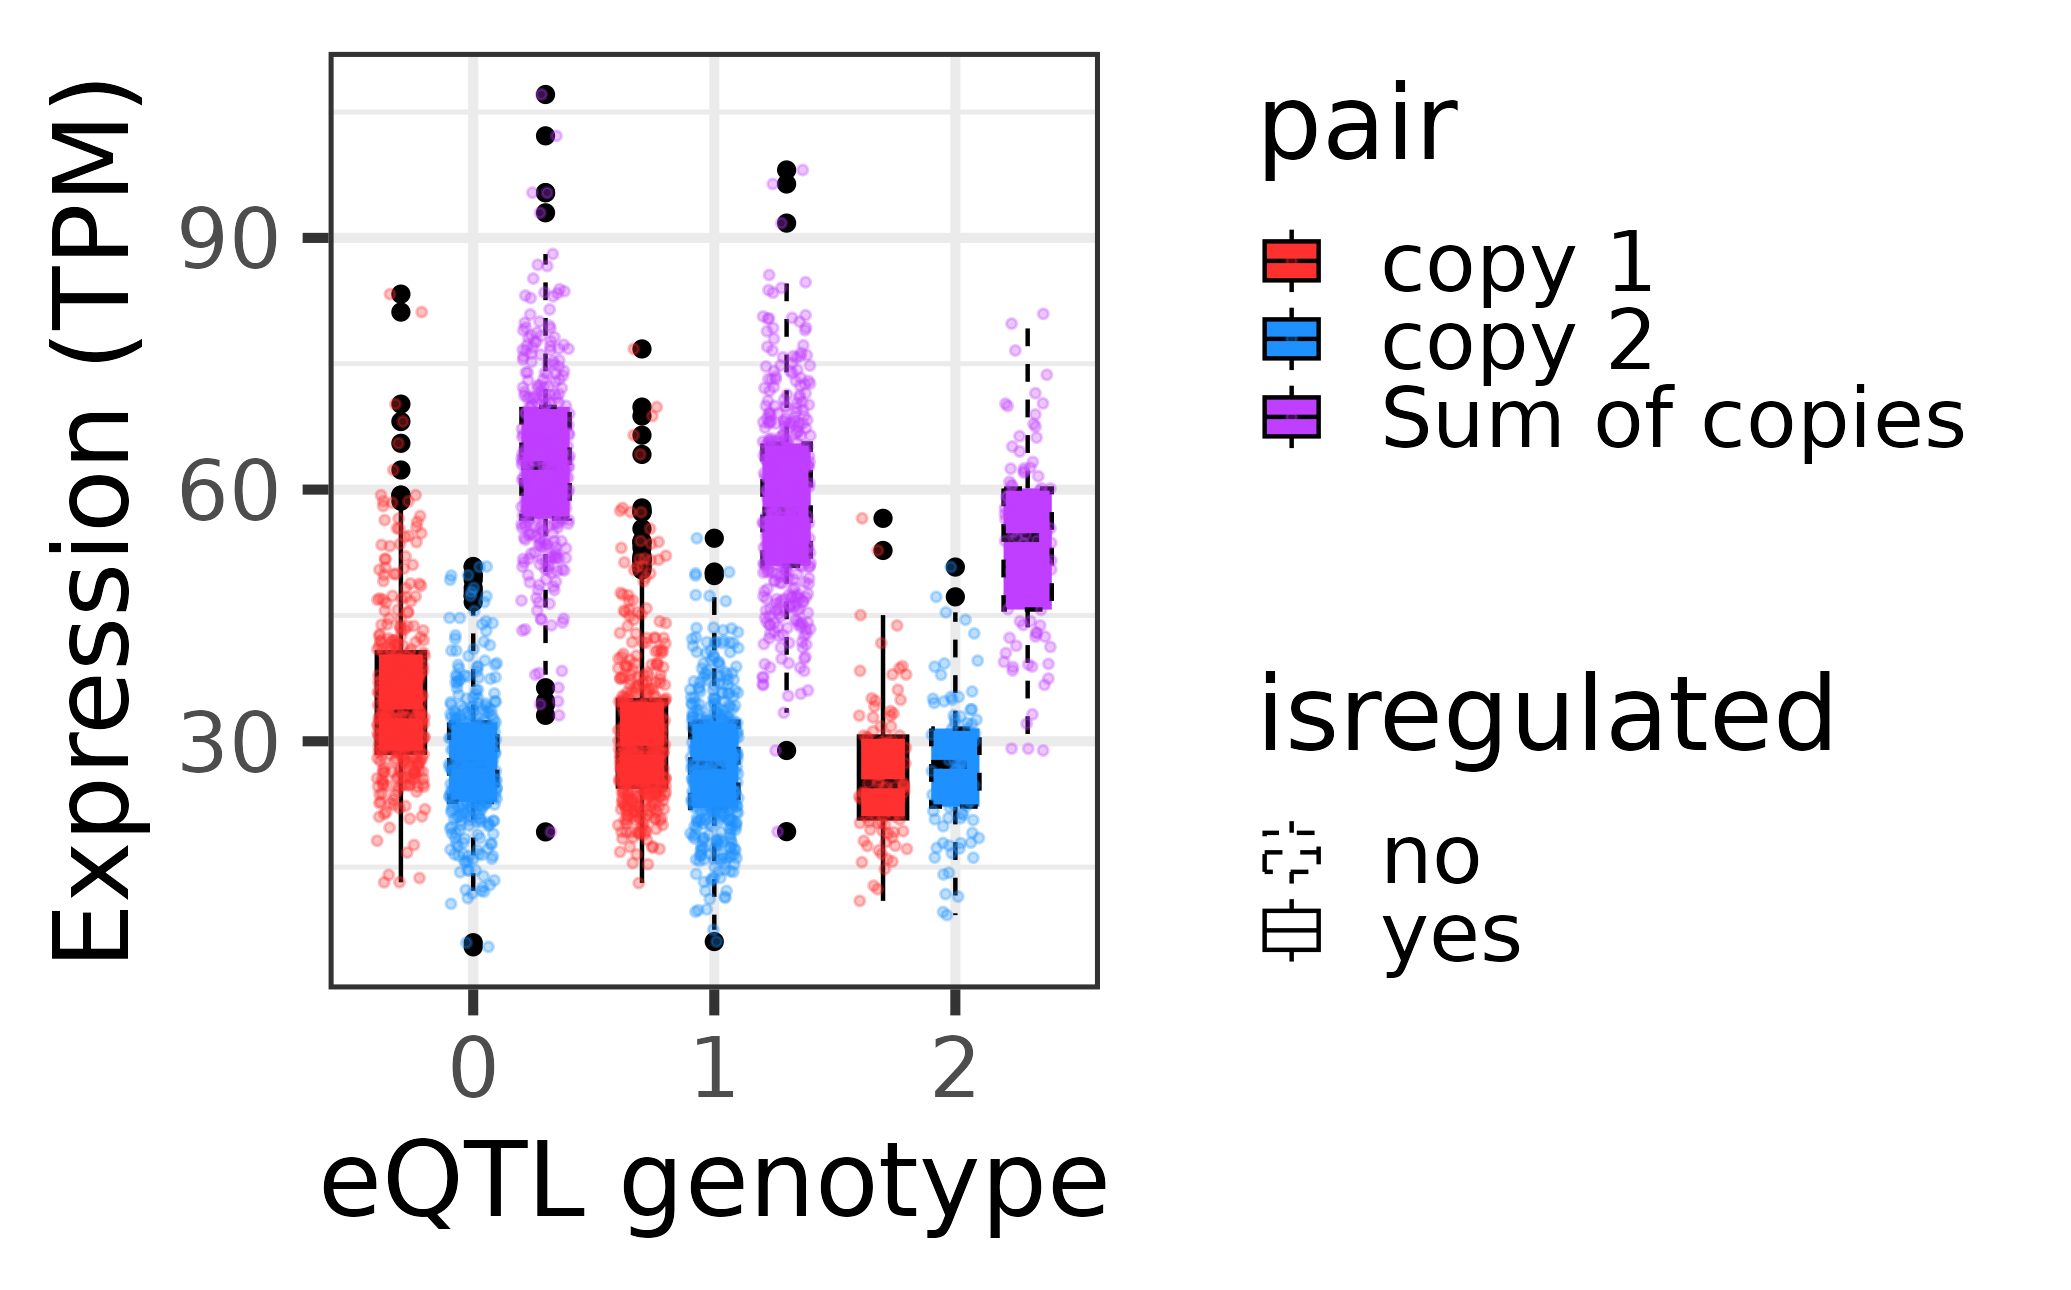 Expression (TPM)
90
60
30
0 1 2
eQTL genotype
pair
copy 1
copy 2
Sum of copies
isregulated
no
yes